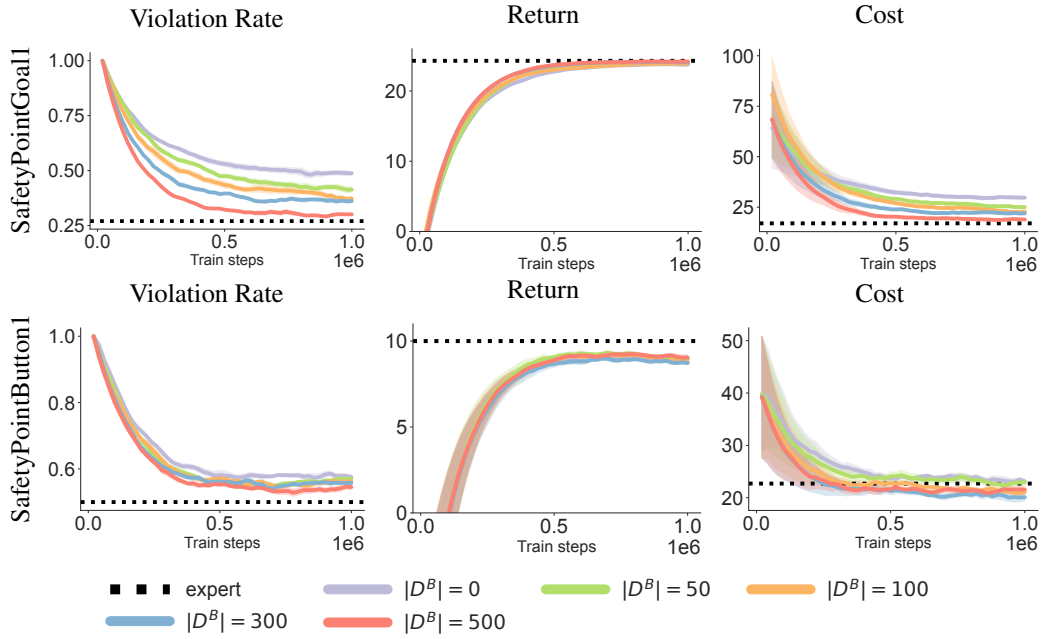 Violation Rate
Return
Cost
SafetyPointGoal1
1.00
0.75
0.50
0.25
0.0
0.5
1.0
Train steps
1e6
20
10
0
0.0
0.5
1.0
Train steps
1e6
100
75
50
25
0.0
0.5
1.0
Train steps
1e6
Violation Rate
Return
Cost
SafetyPointButton1
1.0
0.8
0.6
0.0
0.5
1.0
Train steps
1e6
10
5
0
0.0
0.5
1.0
Train steps
1e6
50
40
30
20
0.0
0.5
1.0
Train steps
1e6
expert
|D^B| = 0
|D^B| = 50
|D^B| = 100
|D^B| = 300
|D^B| = 500